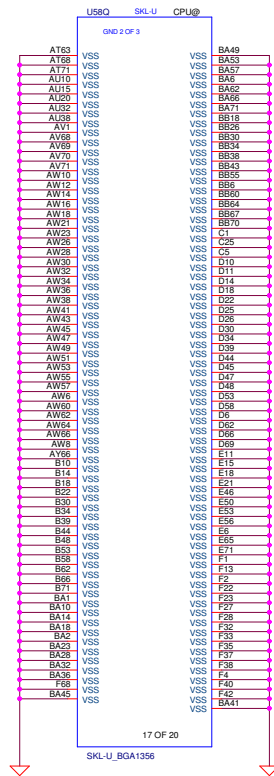 U58Q SKL-U CPU@
GND 2 OF 3
AT63 VSS VSS BA49
AT68 VSS VSS BA53
AT71 VSS VSS BA57
AU10 VSS VSS BA6
AU15 VSS VSS BA62
AU20 VSS VSS BA66
AU32 VSS VSS BA71
AU38 VSS VSS BB18
AV1 VSS VSS BB26
AV68 VSS VSS BB30
AV69 VSS VSS BB34
AV70 VSS VSS BB38
AV71 VSS VSS BB43
AW10 VSS VSS BB55
AW12 VSS VSS BB6
AW14 VSS VSS BB60
AW16 VSS VSS BB64
AW18 VSS VSS BB67
AW21 VSS VSS BB70
AW23 VSS VSS C1
AW26 VSS VSS C25
AW28 VSS VSS C5
AW30 VSS VSS D10
AW32 VSS VSS D11
AW34 VSS VSS D14
AW36 VSS VSS D18
AW38 VSS VSS D22
AW41 VSS VSS D25
AW43 VSS VSS D26
AW45 VSS VSS D30
AW47 VSS VSS D34
AW49 VSS VSS D39
AW51 VSS VSS D44
AW53 VSS VSS D45
AW55 VSS VSS D47
AW57 VSS VSS D48
AW6 VSS VSS D53
AW60 VSS VSS D58
AW62 VSS VSS D6
AW64 VSS VSS D62
AW66 VSS VSS D66
AW8 VSS VSS D69
AY66 VSS VSS E11
B10 VSS VSS E15
B14 VSS VSS E18
B18 VSS VSS E21
B22 VSS VSS E46
B30 VSS VSS E50
B34 VSS VSS E53
B39 VSS VSS E56
B44 VSS VSS E6
B48 VSS VSS E65
B53 VSS VSS E71
B58 VSS VSS F1
B62 VSS VSS F13
B66 VSS VSS F2
B71 VSS VSS F22
BA1 VSS VSS F23
BA10 VSS VSS F27
BA14 VSS VSS F28
BA18 VSS VSS F32
BA2 VSS VSS F33
BA23 VSS VSS F35
BA28 VSS VSS F37
BA32 VSS VSS F38
BA36 VSS VSS F4
F68 VSS VSS F40
BA45 VSS VSS F42
VSS BA41
17 OF 20
SKL-U_BGA1356